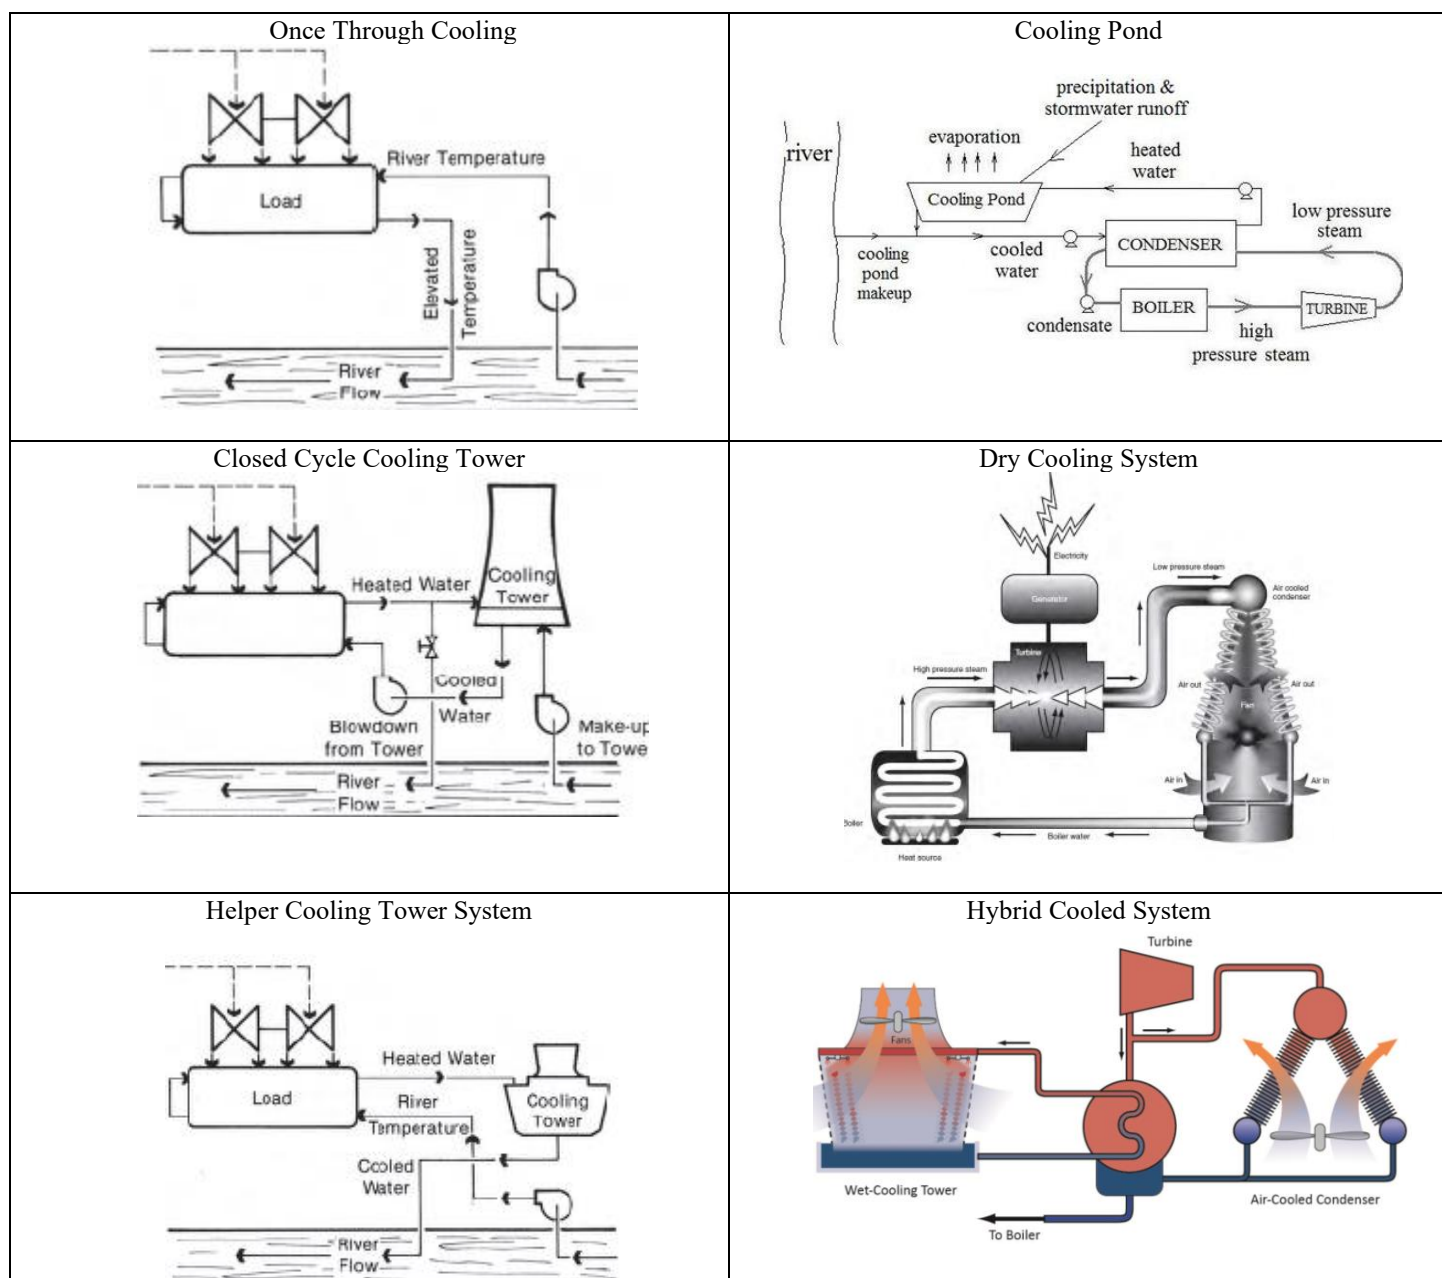 Once Through Cooling
River Temperature
Load
Elevated
Temperature
River
Flow
Cooling Pond
precipitation &
stormwater runoff
evaporation
river
heated
water
Cooling Pond
low pressure
steam
cooling
pond
makeup
cooled
water
CONDENSER
BOILER
TURBINE
condensate
high
pressure steam
Closed Cycle Cooling Tower
Heated Water
Cooling
Tower
Cooled
Water
Blowdown
from Tower
Make-up
to Towe
River
Flow
Dry Cooling System
Electricity
Generator
Low pressure steam
Air cooled
condenser
Turbine
High pressure steam
Air out
Air out
Fan
Air in
Air in
Boiler
Boiler water
Heat source
Helper Cooling Tower System
Heated Water
Load
River
Temperature
Cooling
Tower
Cooled
Water
River
Flow
Hybrid Cooled System
Turbine
Fans
Wet-Cooling Tower
Air-Cooled Condenser
To Boiler